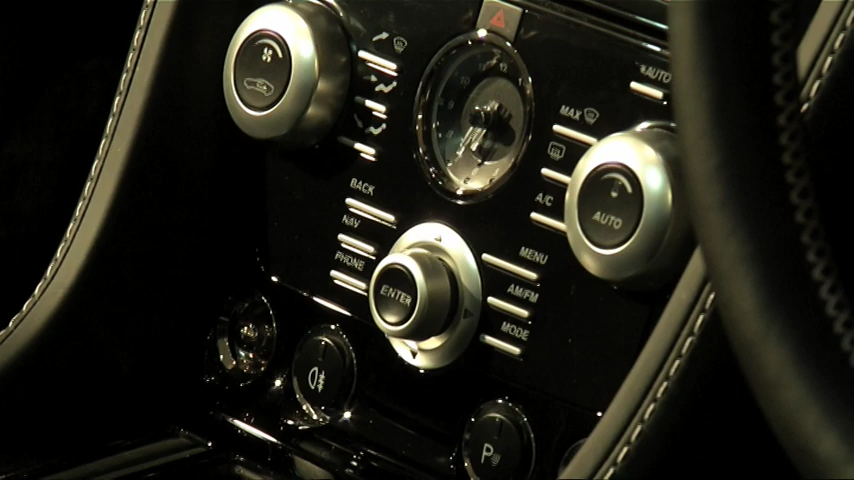 AUTO
MAX
A/C
AUTO
BACK
NAV
PHONE
ENTER
MENU
AM/FM
MODE
P